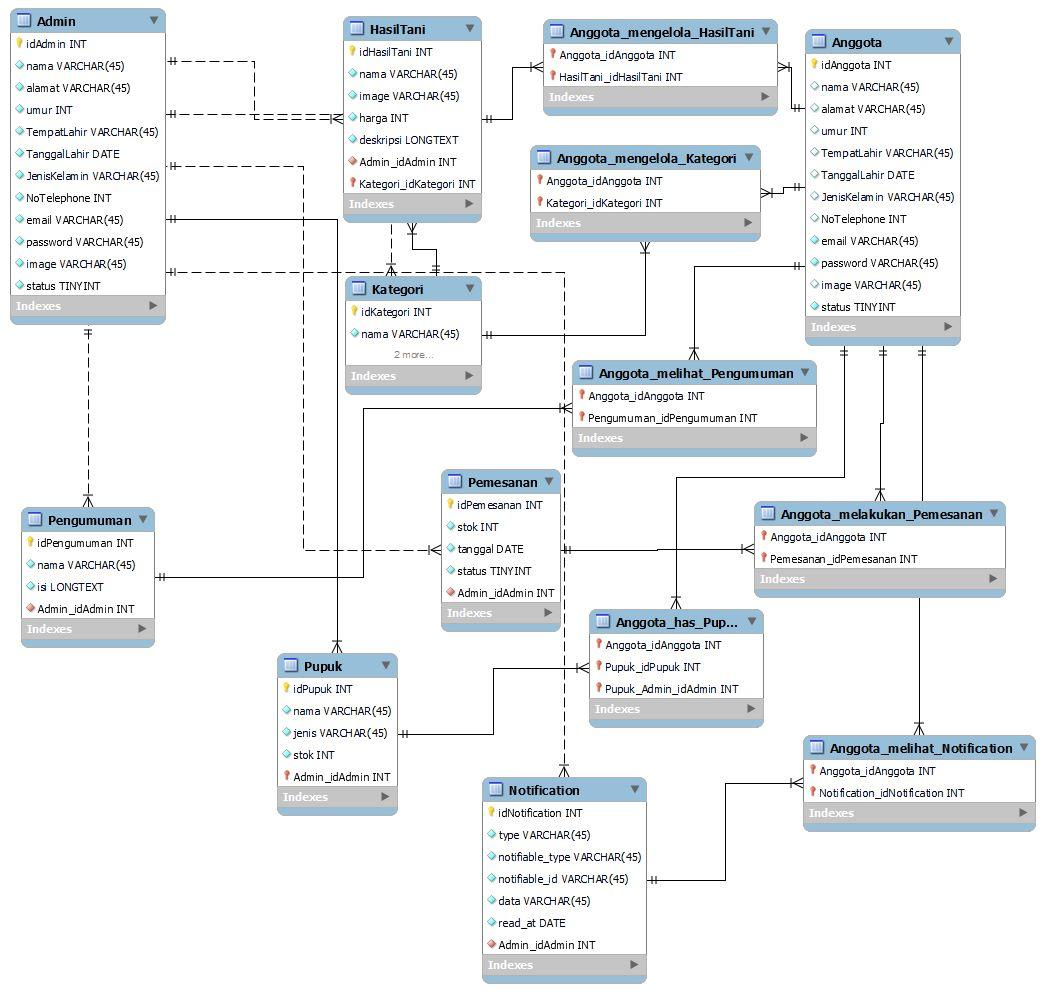 Admin
idAdmin INT
nama VARCHAR(45)
alamat VARCHAR(45)
umur INT
TempatLahir VARCHAR(45)
TanggalLahir DATE
JenisKelamin VARCHAR(45)
NoTelephone INT
email VARCHAR(45)
password VARCHAR(45)
image VARCHAR(45)
status TINYINT
Indexes
HasilTani
idHasilTani INT
nama VARCHAR(45)
image VARCHAR(45)
harga INT
deskripsi LONGTEXT
Admin_idAdmin INT
Kategori_idKategori INT
Indexes
Anggota_mengelola_HasilTani
Anggota_idAnggota INT
HasilTani_idHasilTani INT
Indexes
Anggota
idAnggota INT
nama VARCHAR(45)
alamat VARCHAR(45)
umur INT
TempatLahir VARCHAR(45)
TanggalLahir DATE
JenisKelamin VARCHAR(45)
NoTelephone INT
email VARCHAR(45)
password VARCHAR(45)
image VARCHAR(45)
status TINYINT
Indexes
Anggota_mengelola_Kategori
Anggota_idAnggota INT
Kategori_idKategori INT
Indexes
Kategori
idKategori INT
nama VARCHAR(45)
2 more...
Indexes
Anggota_melihat_Pengumuman
Anggota_idAnggota INT
Pengumuman_idPengumuman INT
Indexes
Pemesanan
idPemesanan INT
stok INT
tanggal DATE
status TINYINT
Admin_idAdmin INT
Indexes
Anggota_melakukan_Pemesanan
Anggota_idAnggota INT
Pemesanan_idPemesanan INT
Indexes
Pengumuman
idPengumuman INT
nama VARCHAR(45)
isi LONGTEXT
Admin_idAdmin INT
Indexes
Anggota_has_Pup...
Anggota_idAnggota INT
Pupuk_idPupuk INT
Pupuk_Admin_idAdmin INT
Indexes
Pupuk
idPupuk INT
nama VARCHAR(45)
jenis VARCHAR(45)
stok INT
Admin_idAdmin INT
Indexes
Anggota_melihat_Notification
Anggota_idAnggota INT
Notification_idNotification INT
Indexes
Notification
idNotification INT
type VARCHAR(45)
notifiable_type VARCHAR(45)
notifiable_id VARCHAR(45)
data VARCHAR(45)
read_at DATE
Admin_idAdmin INT
Indexes